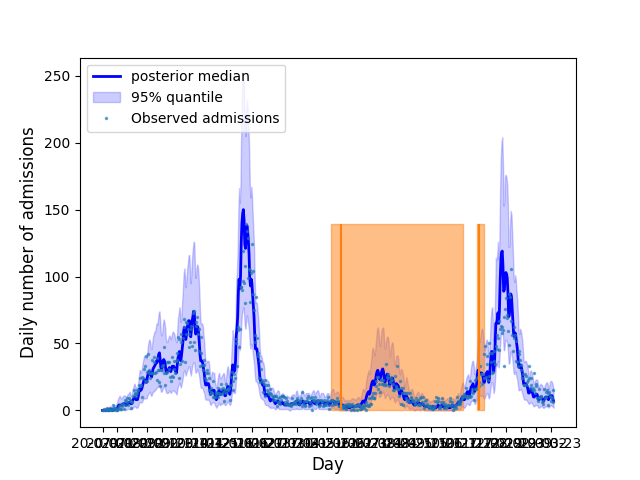 250
200
150
100
50
0
Daily number of admissions
posterior median
95% quantile
Observed admissions
Day